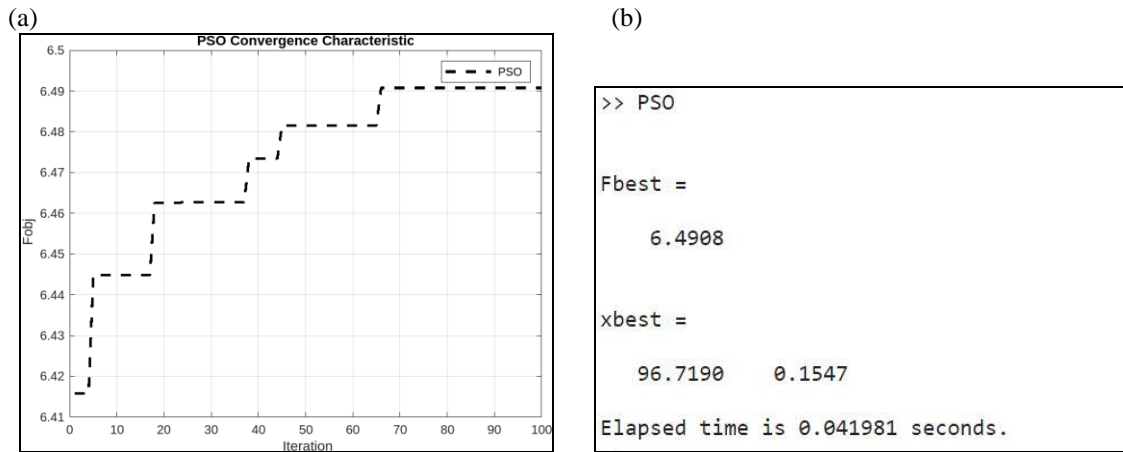 (a)
(b)
PSO Convergence Characteristic
6.5
PSO
6.49
6.48
6.47
6.46
6.45
6.44
6.43
6.42
6.41
Fobj
0 10 20 30 40 50 60 70 80 90 100
Iteration
>> PSO
Fbest =
6.4908
xbest =
96.7190 0.1547
Elapsed time is 0.041981 seconds.